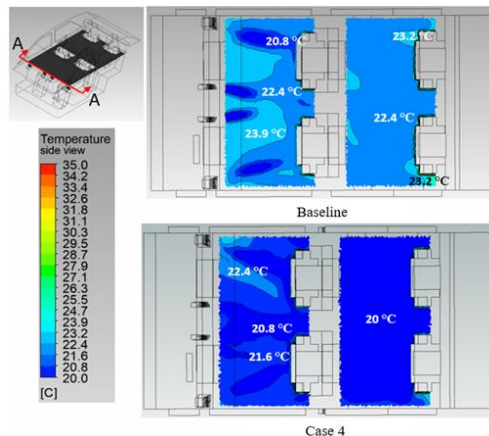 A
A
Temperature
side view
35.0
34.2
33.4
32.6
31.8
31.1
30.3
29.5
28.7
27.9
27.1
26.3
25.5
24.7
23.9
23.2
22.4
21.6
20.8
20.0
[C]
20.8 °C
22.4 °C
23.9 °C
23.2 °C
22.4 °C
23.2 °C
Baseline
22.4 °C
20.8 °C
21.6 °C
20 °C
Case 4